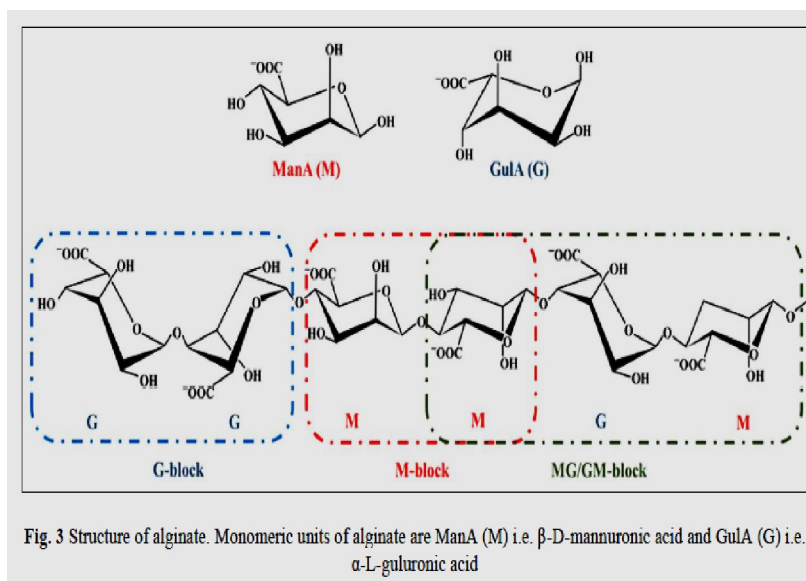 OH
⁻OOC
O
HO
HO
OH
ManA (M)
OH
OH
⁻OOC
O
OH
OH
GulA (G)
⁻OOC
OH
HO
O
OH
O
OH
O
OH
⁻OOC
O
⁻OOC
OH
O
HO
O
HO
OH
O
⁻OOC
OH
O
⁻OOC
OH
O
OH
O
⁻OOC
O
OH
O
G
G
M
M
G
M
G-block
M-block
MG/GM-block
Fig. 3 Structure of alginate. Monomeric units of alginate are ManA (M) i.e. β-D-mannuronic acid and GulA (G) i.e.
α-L-guluronic acid